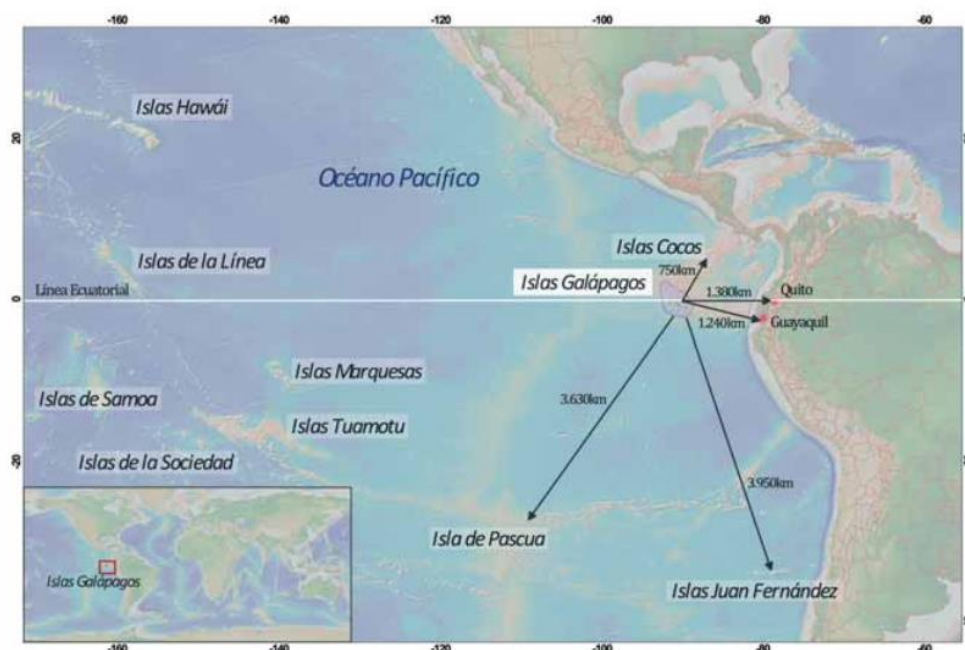 -160 -140 -120 -100 -80 -60
Islas Hawái
20 20
Océano Pacífico
Islas Cocos
Islas de la Línea
750km
Islas Galápagos
1.380km Quito
Línea Ecuatorial
0 0
1.240km Guayaquil
Islas Marquesas
Islas de Samoa
3.630km
Islas Tuamotu
Islas de la Sociedad
-20 -20
3.950km
Isla de Pascua
Islas Galápagos
Islas Juan Fernández
-160 -140 -120 -100 -80 -60